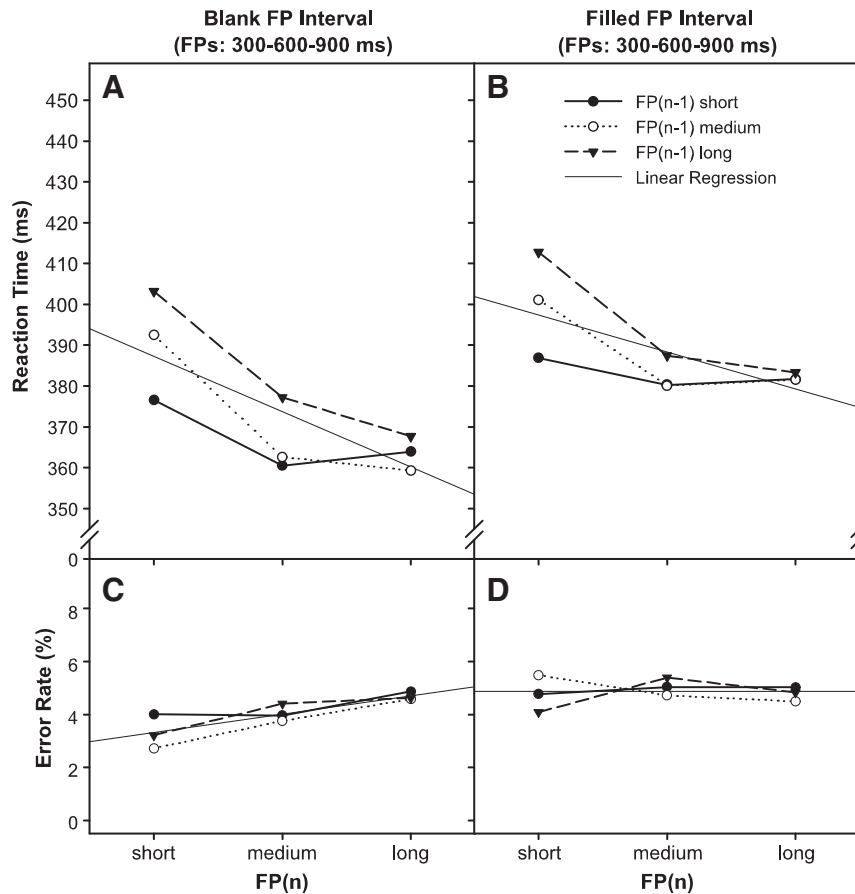 Blank FP Interval
(FPs: 300-600-900 ms)
Filled FP Interval
(FPs: 300-600-900 ms)
A
B
FP(n-1) short
FP(n-1) medium
FP(n-1) long
Linear Regression
Reaction Time (ms)
450
440
430
420
410
400
390
380
370
360
350
0
C
D
Error Rate (%)
8
6
4
2
0
short medium long
short medium long
FP(n)
FP(n)